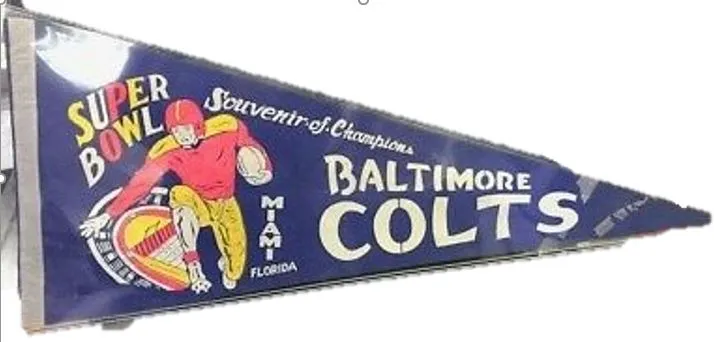 SUPER
BOWL
Souvenir-of-Champions
BALTIMORE
COLTS
MIAMI
FLORIDA